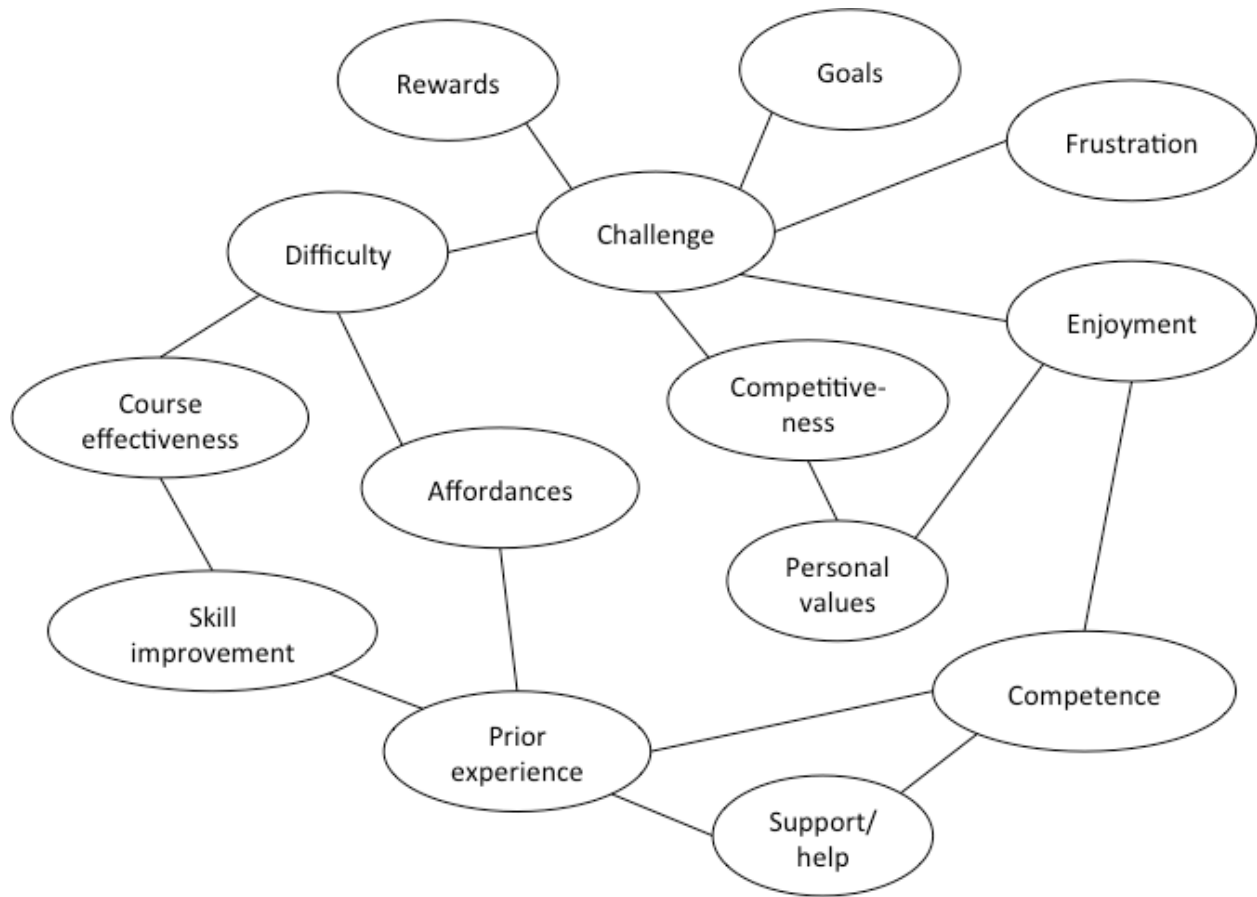 Goals
Rewards
Frustration
Challenge
Difficulty
Enjoyment
Competitive-
ness
Course
effectiveness
Affordances
Personal
values
Skill
improvement
Competence
Prior
experience
Support/
help